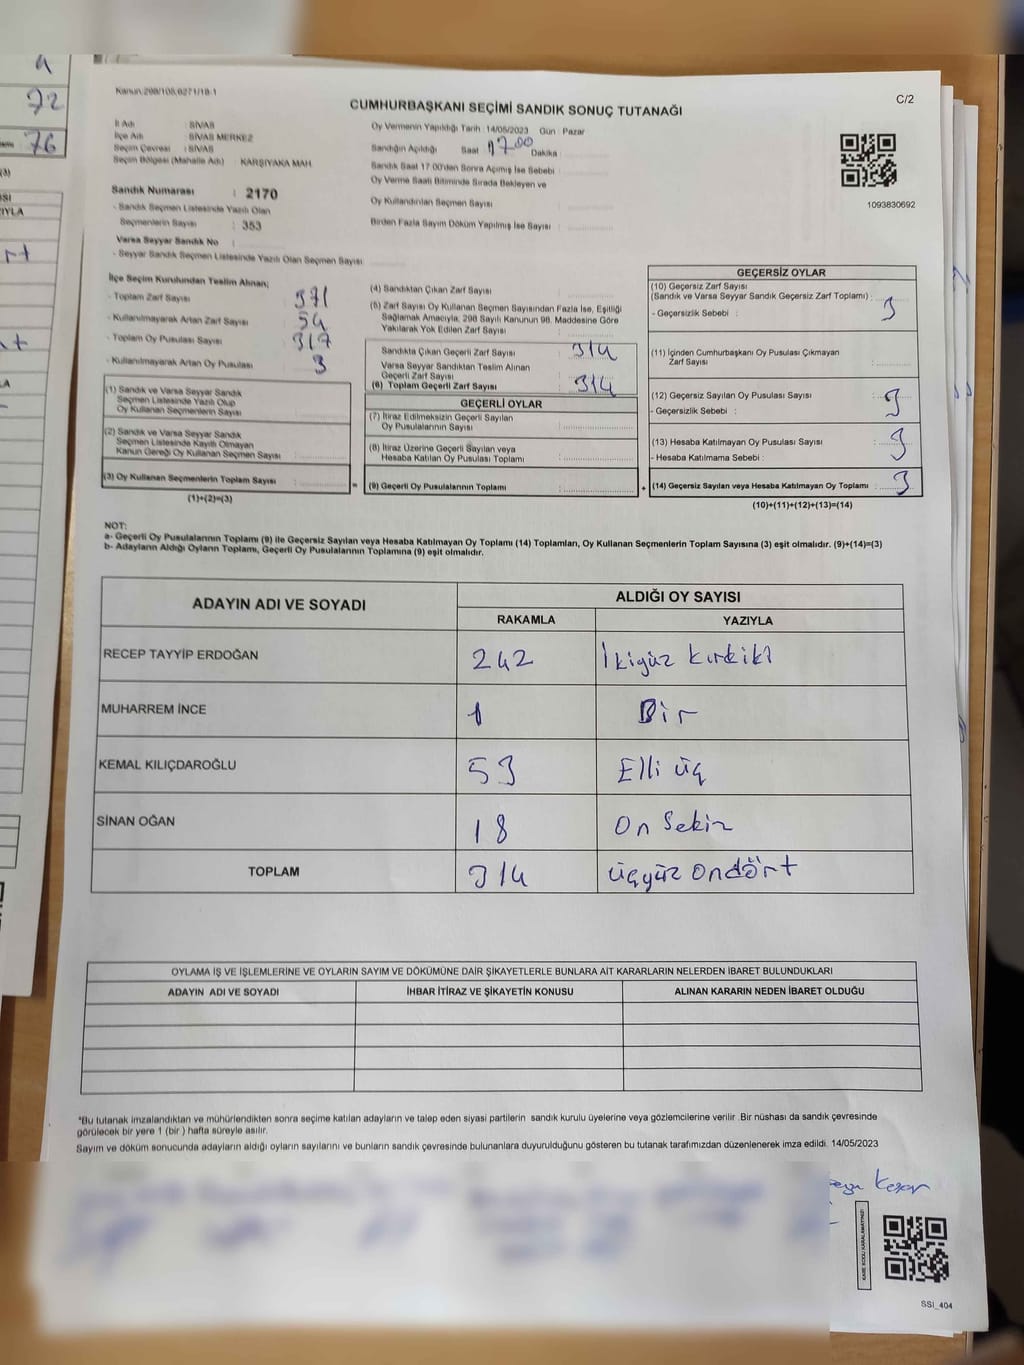 Kanun:298/105,6271/18-1
CUMHURBAŞKANI SEÇİMİ SANDIK SONUÇ TUTANAĞI
C/2
İl Adı : SİVAS
İlçe Adı : SİVAS MERKEZ
Seçim Çevresi : SİVAS
Seçim Bölgesi (Mahalle Adı) : KARŞIYAKA MAH
Sandık Numarası : 2170
- Sandık Seçmen Listesinde Yazılı Olan
Seçmenlerin Sayısı : 353
Varsa Seyyar Sandık No :
- Seyyar Sandık Seçmen Listesinde Yazılı Olan Seçmen Sayısı
Oy Vermenin Yapıldığı Tarih :14/05/2023 Gün : Pazar
Sandığın Açıldığı Saat 17:00 Dakika :
Sandık Saat 17:00'den Sonra Açılmış İse Sebebi
Oy Verme Saati Bitiminde Sırada Bekleyen ve
Oy Kullandırılan Seçmen Sayısı
Birden Fazla Sayım Döküm Yapılmış İse Sayısı :
1093830692
İlçe Seçim Kurulundan Teslim Alınan;
- Toplam Zarf Sayısı 371
- Kullanılmayarak Artan Zarf Sayısı 54
- Toplam Oy Pusulası Sayısı 317
- Kullanılmayarak Artan Oy Pusulası 3
(1) Sandık ve Varsa Seyyar Sandık
Seçmen Listesinde Yazılı Olup
Oy Kullanan Seçmenlerin Sayısı :
(2) Sandık ve Varsa Seyyar Sandık
Seçmen Listesinde Kayıtlı Olmayan
Kanun Gereği Oy Kullanan Seçmen Sayısı :
(3) Oy Kullanan Seçmenlerin Toplam Sayısı :
(1)+(2)=(3)
(4) Sandıktan Çıkan Zarf Sayısı :
(5) Zarf Sayısı Oy Kullanan Seçmen Sayısından Fazla İse, Eşitliği
Sağlamak Amacıyla, 298 Sayılı Kanunun 98. Maddesine Göre
Yakılarak Yok Edilen Zarf Sayısı :
Sandıkta Çıkan Geçerli Zarf Sayısı : 314
Varsa Seyyar Sandıktan Teslim Alınan
Geçerli Zarf Sayısı :
(6) Toplam Geçerli Zarf Sayısı : 314
GEÇERLİ OYLAR
(7) İtiraz Edilmeksizin Geçerli Sayılan
Oy Pusulalarının Sayısı :
(8) İtiraz Üzerine Geçerli Sayılan veya
Hesaba Katılan Oy Pusulası Toplamı :
= (9) Geçerli Oy Pusulalarının Toplamı :
GEÇERSİZ OYLAR
(10) Geçersiz Zarf Sayısı
(Sandık ve Varsa Seyyar Sandık Geçersiz Zarf Toplamı) : 3
- Geçersizlik Sebebi :
(11) İçinden Cumhurbaşkanı Oy Pusulası Çıkmayan
Zarf Sayısı :
(12) Geçersiz Sayılan Oy Pusulası Sayısı : 3
- Geçersizlik Sebebi :
(13) Hesaba Katılmayan Oy Pusulası Sayısı : 3
- Hesaba Katılmama Sebebi :
+ (14) Geçersiz Sayılan veya Hesaba Katılmayan Oy Toplamı : 3
(10)+(11)+(12)+(13)=(14)
NOT:
a- Geçerli Oy Pusulalarının Toplamı (9) ile Geçersiz Sayılan veya Hesaba Katılmayan Oy Toplamı (14) Toplamları, Oy Kullanan Seçmenlerin Toplam Sayısına (3) eşit olmalıdır. (9)+(14)=(3)
b- Adayların Aldığı Oyların Toplamı, Geçerli Oy Pusulalarının Toplamına (9) eşit olmalıdır.
ADAYIN ADI VE SOYADI
ALDIĞI OY SAYISI
RAKAMLA YAZIYLA
RECEP TAYYİP ERDOĞAN 242 İkiyüz kırkiki
MUHARREM İNCE 1 Bir
KEMAL KILIÇDAROĞLU 53 Elli üç
SİNAN OĞAN 18 On Sekiz
TOPLAM 314 üçyüz ondört
OYLAMA İŞ VE İŞLEMLERİNE VE OYLARIN SAYIM VE DÖKÜMÜNE DAİR ŞİKAYETLERLE BUNLARA AİT KARARLARIN NELERDEN İBARET BULUNDUKLARI
ADAYIN ADI VE SOYADI İHBAR İTİRAZ VE ŞİKAYETİN KONUSU ALINAN KARARIN NEDEN İBARET OLDUĞU
*Bu tutanak imzalandıktan ve mühürlendikten sonra seçime katılan adayların ve talep eden siyasi partilerin sandık kurulu üyelerine veya gözlemcilerine verilir .Bir nüshası da sandık çevresinde
görülecek bir yere 1 (bir ) hafta süreyle asılır.
Sayım ve döküm sonucunda adayların aldığı oyların sayılarını ve bunların sandık çevresinde bulunanlara duyurulduğunu gösteren bu tutanak tarafımızdan düzenlenerek imza edildi. 14/05/2023
KARE KODU KARALAMAYINIZ!
SSİ_404
72
76